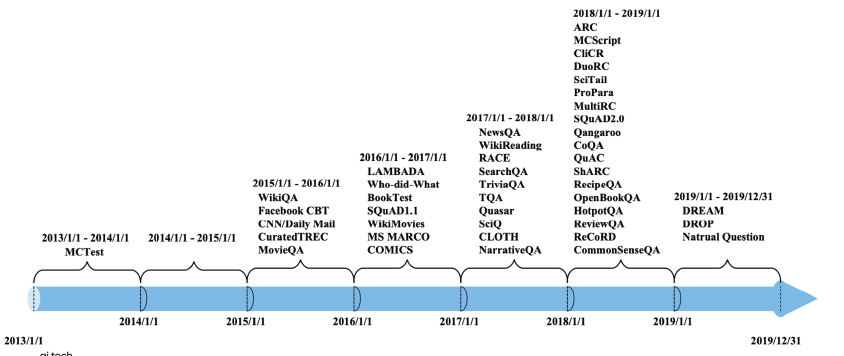 2013/1/1 - 2014/1/1
MCTest
2014/1/1 - 2015/1/1
2015/1/1 - 2016/1/1
WikiQA
Facebook CBT
CNN/Daily Mail
CuratedTREC
MovieQA
2016/1/1 - 2017/1/1
LAMBADA
Who-did-What
BookTest
SQuAD1.1
WikiMovies
MS MARCO
COMICS
2017/1/1 - 2018/1/1
NewsQA
WikiReading
RACE
SearchQA
TriviaQA
TQA
Quasar
SciQ
CLOTH
NarrativeQA
2018/1/1 - 2019/1/1
ARC
MCScript
CliCR
DuoRC
SciTail
ProPara
MultiRC
SQuAD2.0
Qangaroo
CoQA
QuAC
ShARC
RecipeQA
OpenBookQA
HotpotQA
ReviewQA
ReCoRD
CommonSenseQA
2019/1/1 - 2019/12/31
DREAM
DROP
Natrual Question
2013/1/1
2014/1/1
2015/1/1
2016/1/1
2017/1/1
2018/1/1
2019/1/1
2019/12/31